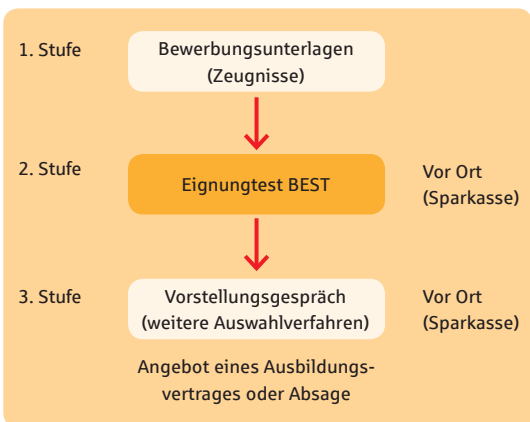 1. Stufe
Bewerbungsunterlagen
(Zeugnisse)
2. Stufe
Eignungtest BEST
Vor Ort
(Sparkasse)
3. Stufe
Vorstellungsgespräch
(weitere Auswahlverfahren)
Vor Ort
(Sparkasse)
Angebot eines Ausbildungs-
vertrages oder Absage